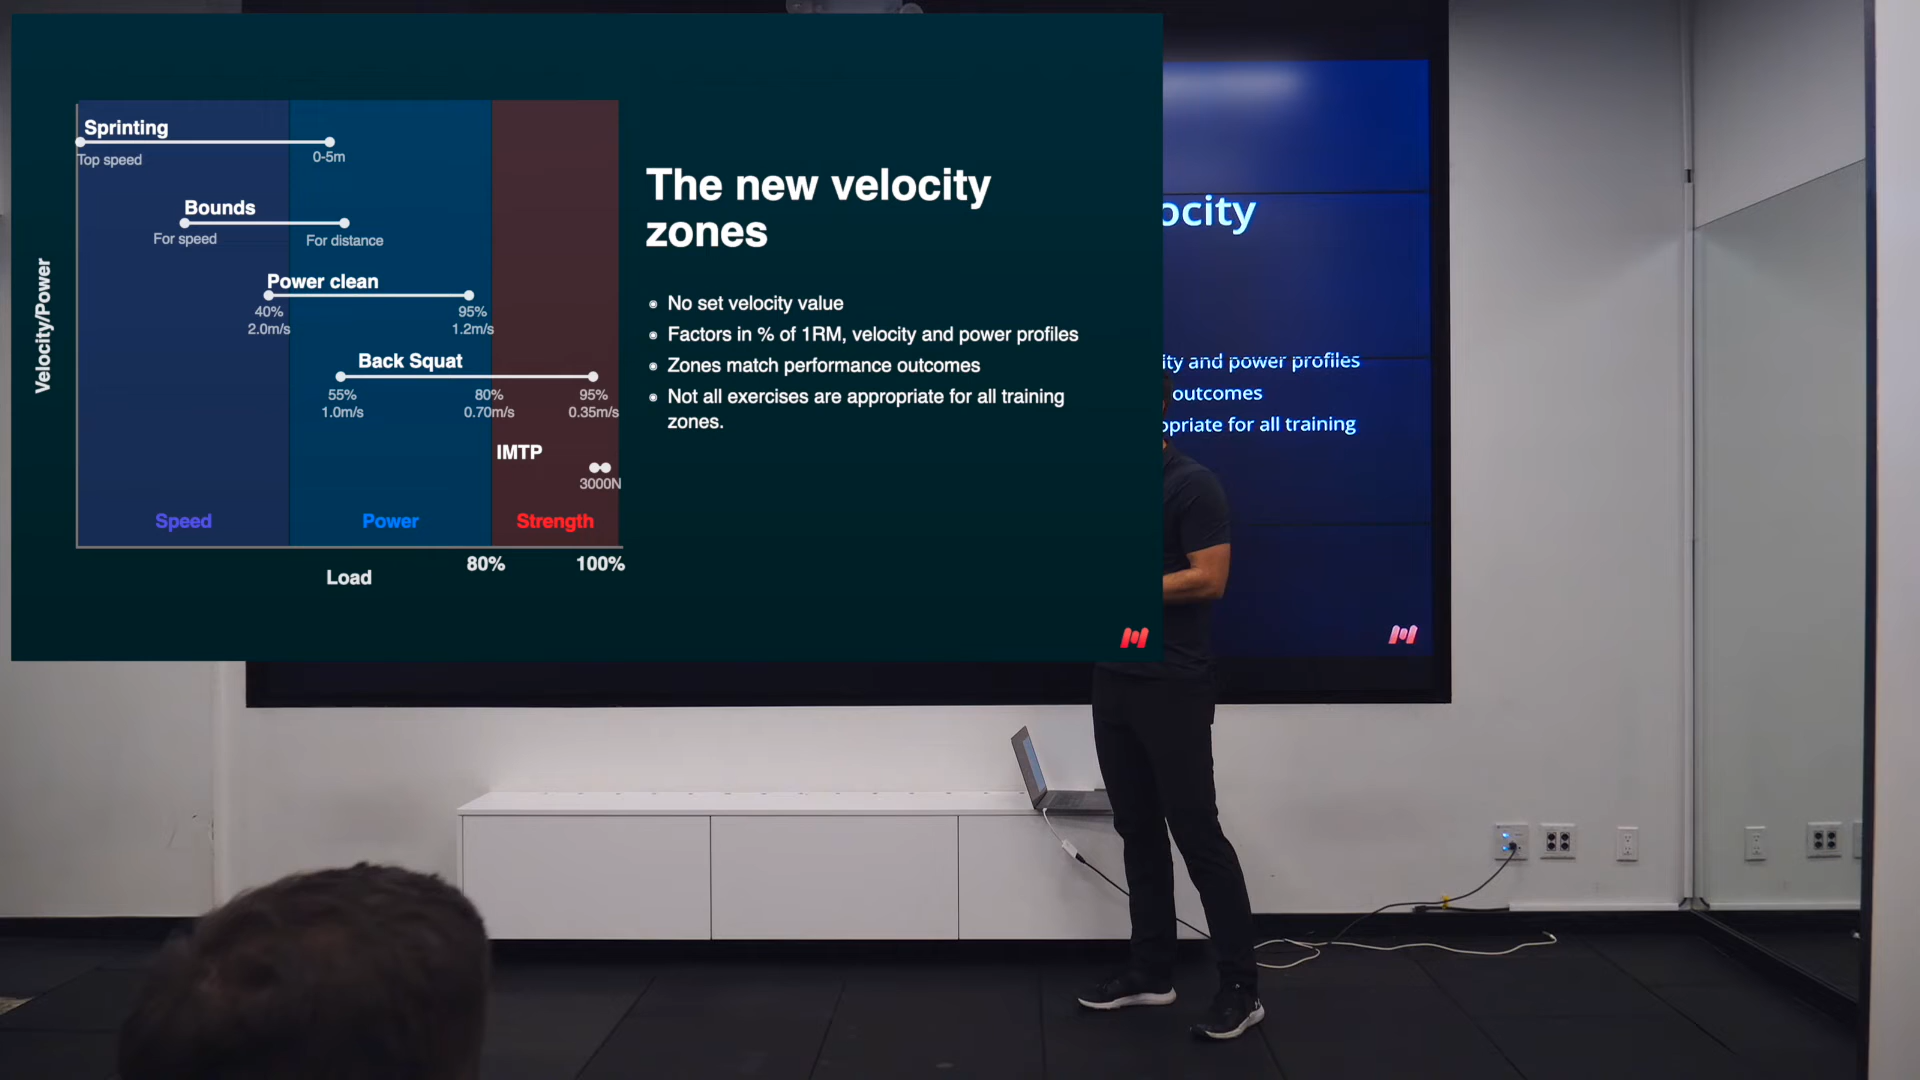 Sprinting
Top speed
0-5m
Bounds
For speed
For distance
Power clean
40%
2.0m/s
95%
1.2m/s
Back Squat
55%
1.0m/s
80%
0.70m/s
95%
0.35m/s
IMTP
3000N
Speed
Power
Strength
80%
100%
Load
Velocity/Power
The new velocity
zones
No set velocity value
Factors in % of 1RM, velocity and power profiles
Zones match performance outcomes
Not all exercises are appropriate for all training
zones.
ocity
ity and power profiles
outcomes
opriate for all training